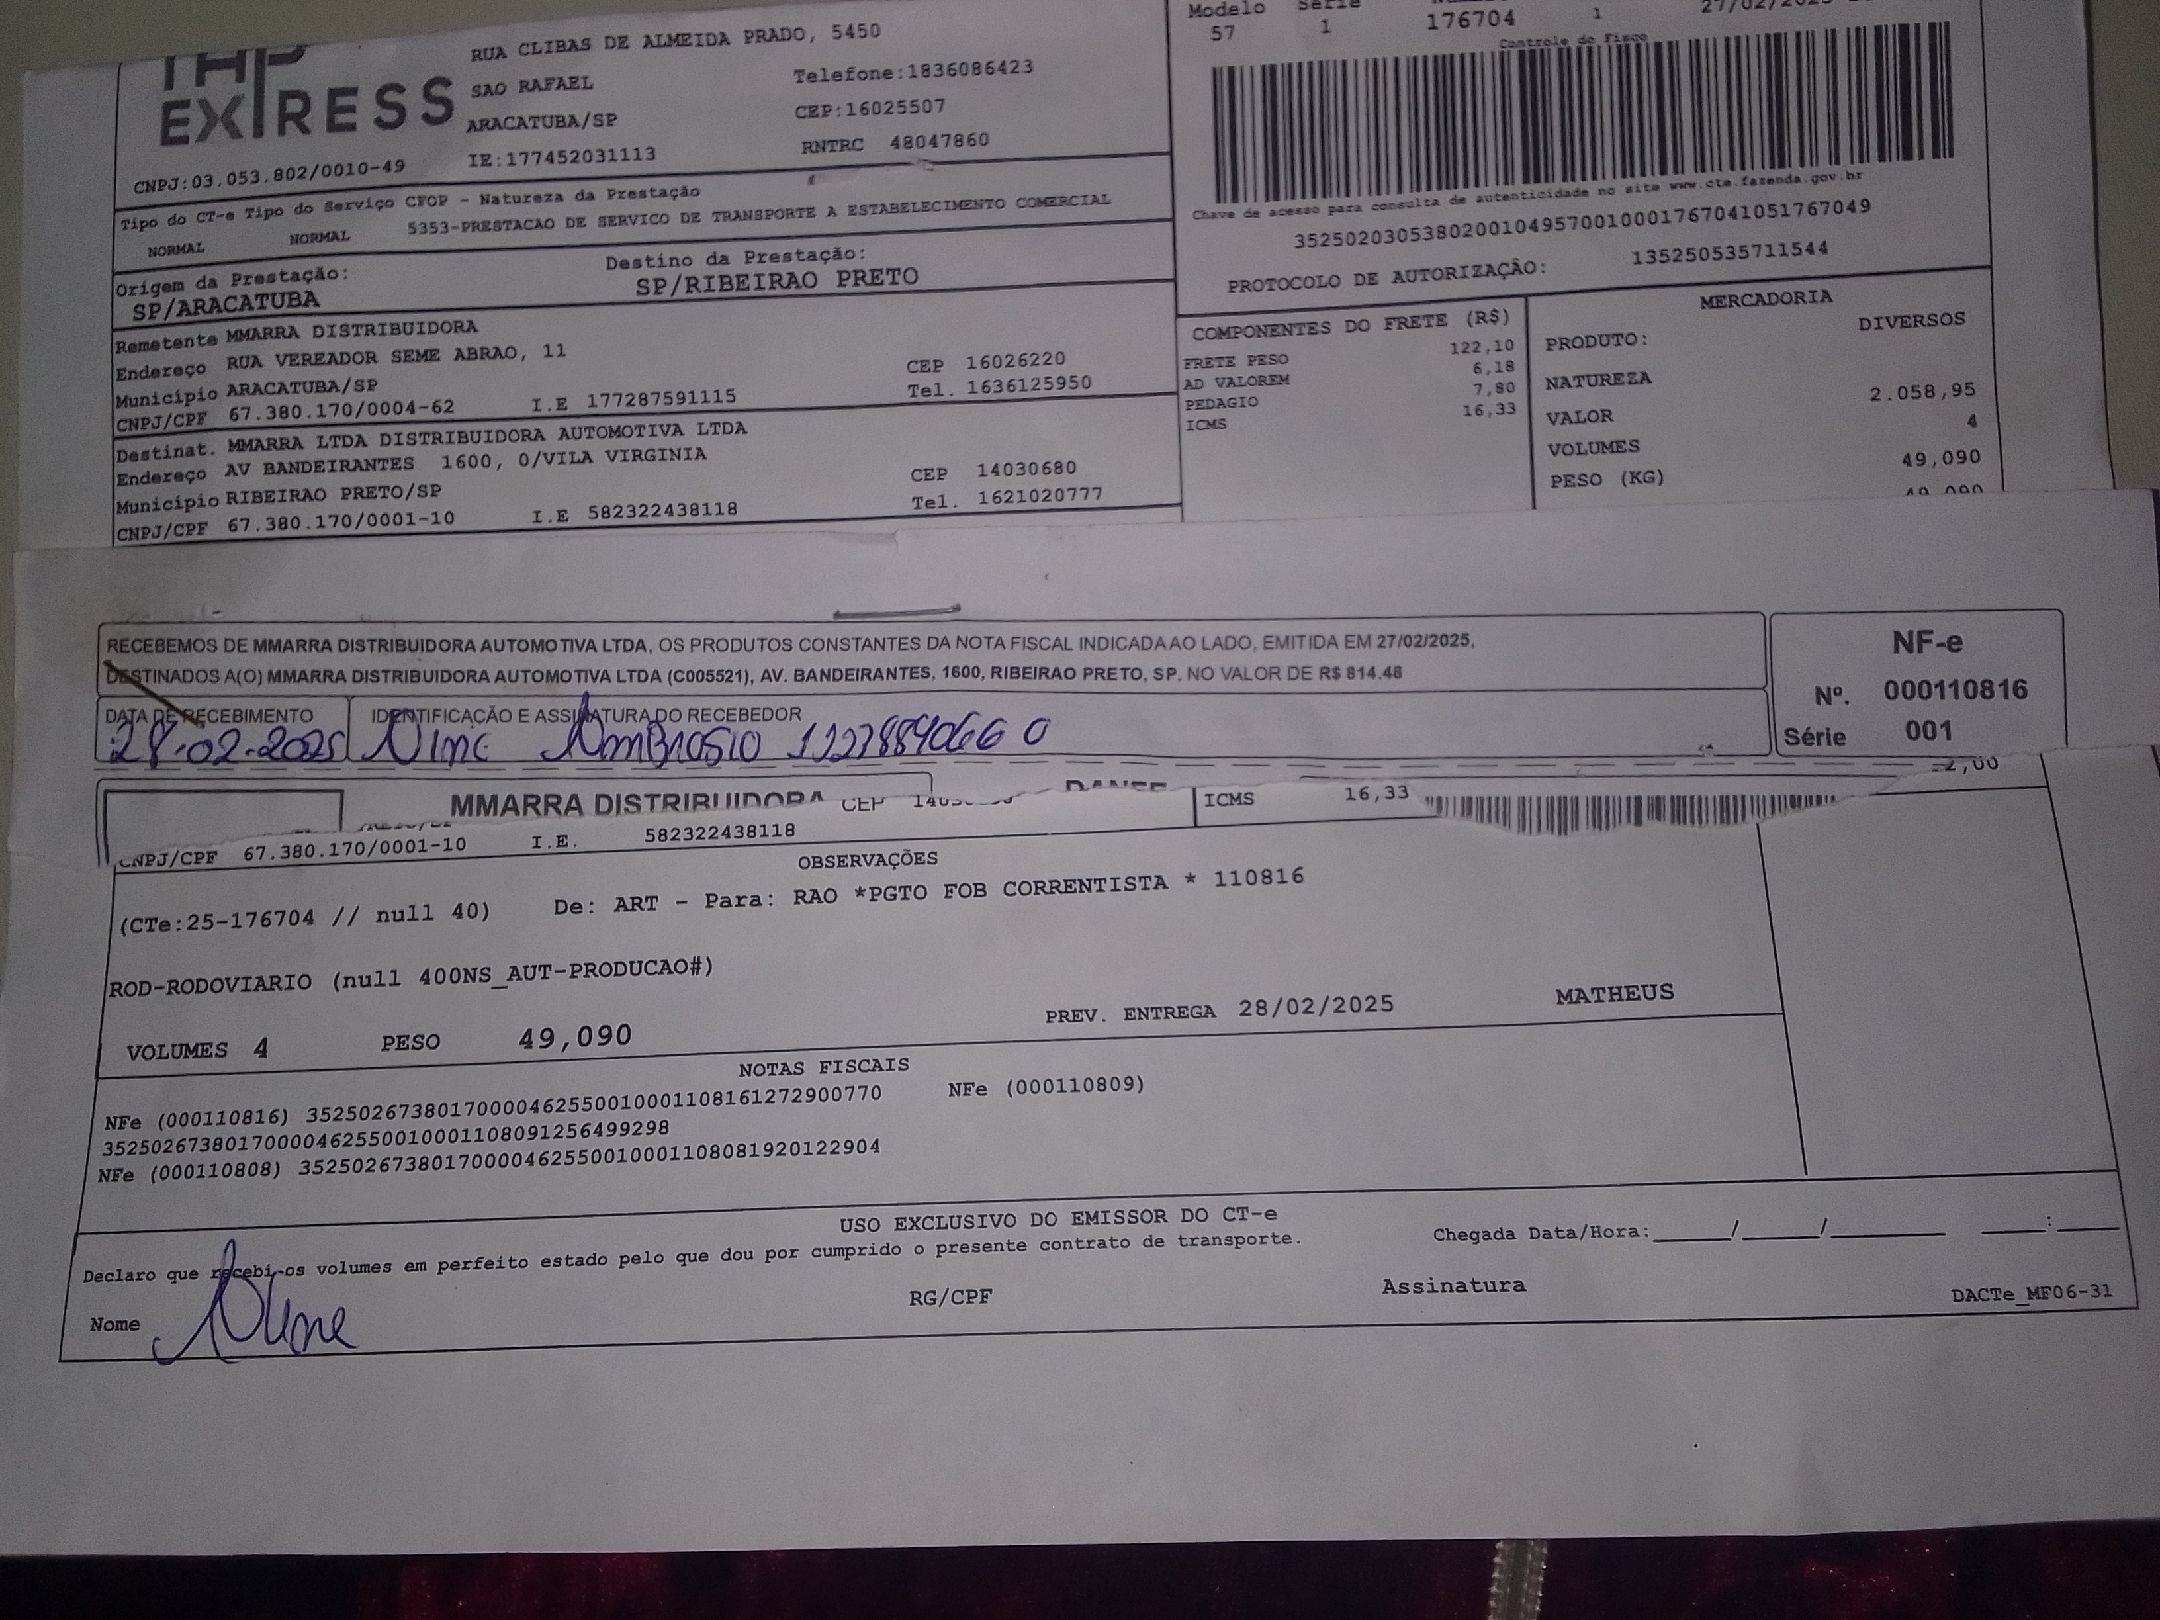 EXPRESS
RUA CLIBAS DE ALMEIDA PRADO, 5450
SAO RAFAEL
Telefone:1836086423
ARACATUBA/SP
CEP:16025507
CNPJ:03.053.802/0010-49
IE:177452031113
RNTRC 48047860
Modelo
57
1
176704
1
Controle do Fisco
Chave de acesso para consulta de autenticidade no site www.cte.fazenda.gov.br
35250203053802001049570010001767041051767049
PROTOCOLO DE AUTORIZAÇÃO: 135250535711544
Tipo do CT-e Tipo do Serviço CFOP - Natureza da Prestação
NORMAL NORMAL 5353-PRESTACAO DE SERVICO DE TRANSPORTE A ESTABELECIMENTO COMERCIAL
Origem da Prestação:
SP/ARACATUBA
Destino da Prestação:
SP/RIBEIRAO PRETO
Remetente MMARRA DISTRIBUIDORA
Endereço RUA VEREADOR SEME ABRAO, 11
Município ARACATUBA/SP
CEP 16026220
CNPJ/CPF 67.380.170/0004-62 I.E 177287591115
Tel. 1636125950
Destinat. MMARRA LTDA DISTRIBUIDORA AUTOMOTIVA LTDA
Endereço AV BANDEIRANTES 1600, 0/VILA VIRGINIA
Município RIBEIRAO PRETO/SP
CEP 14030680
CNPJ/CPF 67.380.170/0001-10 I.E 582322438118
Tel. 1621020777
COMPONENTES DO FRETE (R$)
FRETE PESO 122,10
AD VALOREM 6,18
PEDAGIO 7,80
ICMS 16,33
MERCADORIA
PRODUTO: DIVERSOS
NATUREZA
VALOR 2.058,95
VOLUMES 4
PESO (KG) 49,090
RECEBEMOS DE MMARRA DISTRIBUIDORA AUTOMOTIVA LTDA, OS PRODUTOS CONSTANTES DA NOTA FISCAL INDICADA AO LADO, EMITIDA EM 27/02/2025,
DESTINADOS A(O) MMARRA DISTRIBUIDORA AUTOMOTIVA LTDA (C005521), AV. BANDEIRANTES, 1600, RIBEIRAO PRETO, SP, NO VALOR DE R$ 814.48
NF-e
Nº. 000110816
Série 001
DATA DE RECEBIMENTO
28-02-2025
IDENTIFICAÇÃO E ASSINATURA DO RECEBEDOR
Ambrosio
MMARRA DISTRIBUIDORA CEP
DANFE
ICMS 16,33
CNPJ/CPF 67.380.170/0001-10 I.E. 582322438118
OBSERVAÇÕES
(CTe:25-176704 // null 40) De: ART - Para: RAO *PGTO FOB CORRENTISTA * 110816
ROD-RODOVIARIO (null 400NS_AUT-PRODUCAO#)
VOLUMES 4 PESO 49,090 PREV. ENTREGA 28/02/2025 MATHEUS
NOTAS FISCAIS
NFe (000110816) 35250267380170000462550010001108161272900770 NFe (000110809)
35250267380170000462550010001108091256499298
NFe (000110808) 35250267380170000462550010001108081920122904
USO EXCLUSIVO DO EMISSOR DO CT-e
Declaro que recebi os volumes em perfeito estado pelo que dou por cumprido o presente contrato de transporte.
Chegada Data/Hora:_____/_____/_______ ____:____
Nome
RG/CPF
Assinatura
DACTe_MF06-31